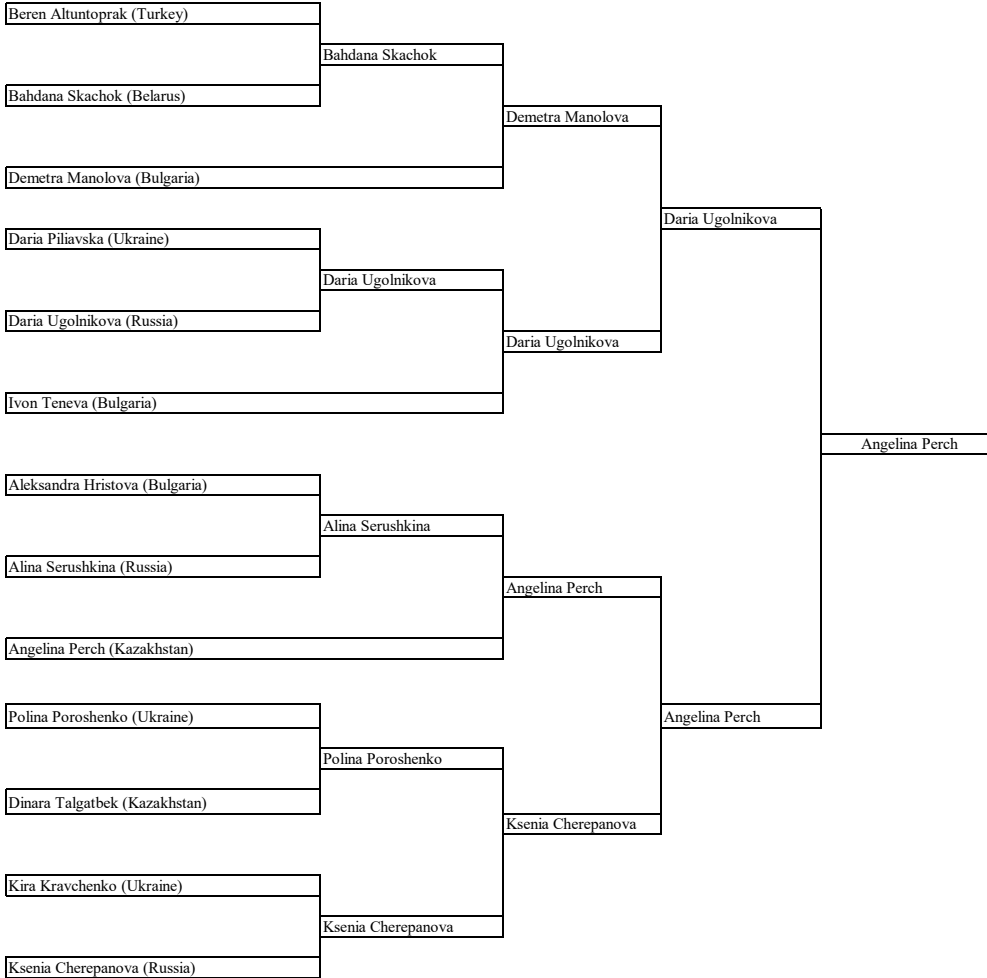 Beren Altuntoprak (Turkey)
Bahdana Skachok
Bahdana Skachok (Belarus)
Demetra Manolova
Demetra Manolova (Bulgaria)
Daria Ugolnikova
Daria Piliavska (Ukraine)
Daria Ugolnikova
Daria Ugolnikova (Russia)
Daria Ugolnikova
Ivon Teneva (Bulgaria)
Angelina Perch
Aleksandra Hristova (Bulgaria)
Alina Serushkina
Alina Serushkina (Russia)
Angelina Perch
Angelina Perch (Kazakhstan)
Polina Poroshenko (Ukraine)
Angelina Perch
Polina Poroshenko
Dinara Talgatbek (Kazakhstan)
Ksenia Cherepanova
Kira Kravchenko (Ukraine)
Ksenia Cherepanova
Ksenia Cherepanova (Russia)